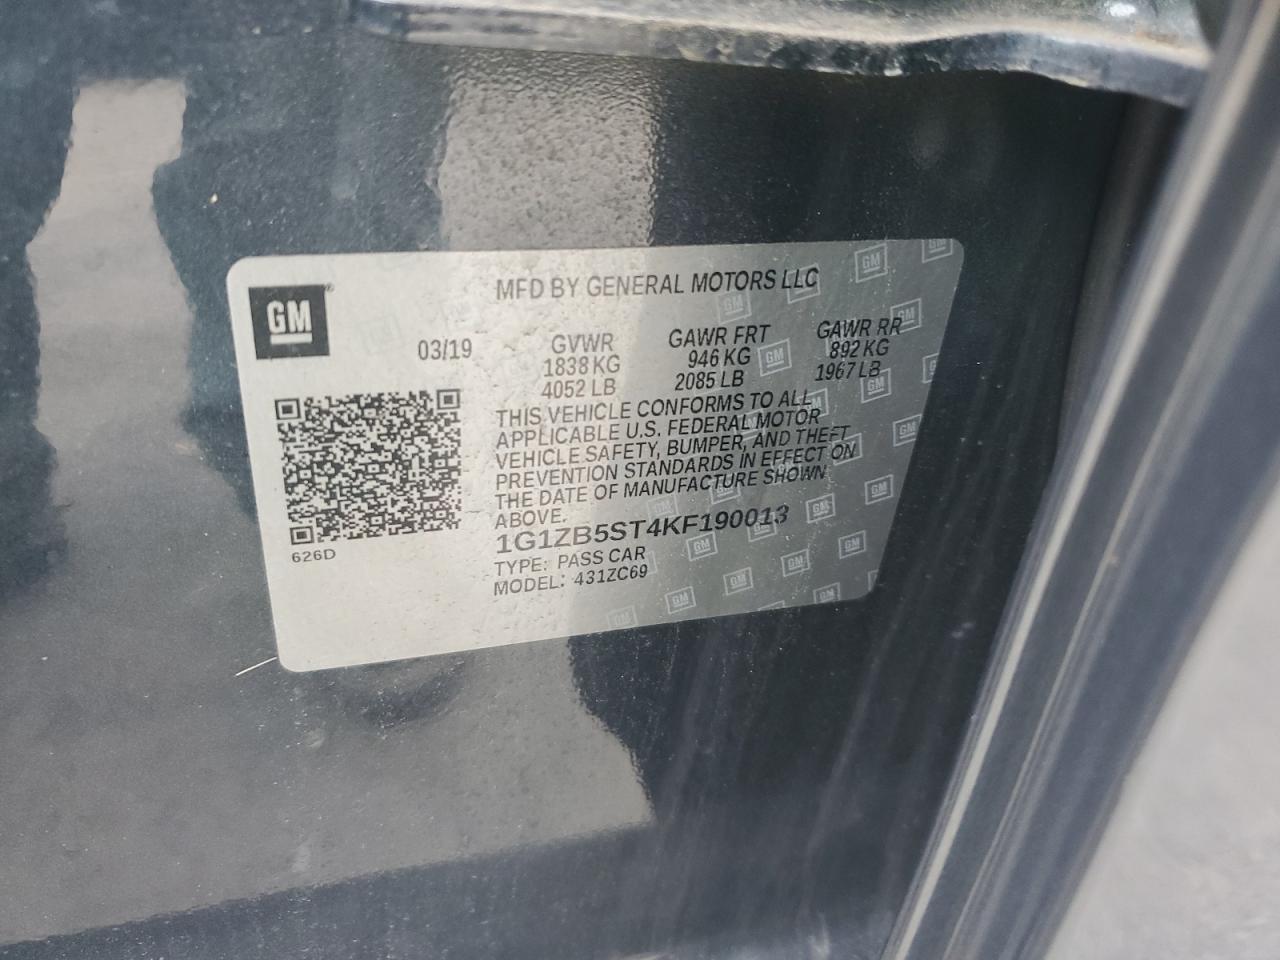 GM
MFD BY GENERAL MOTORS LLC
03/19
GVWR
1838 KG
4052 LB
GAWR FRT
946 KG
2085 LB
GAWR RR
892 KG
1967 LB
THIS VEHICLE CONFORMS TO ALL
APPLICABLE U.S. FEDERAL MOTOR
VEHICLE SAFETY, BUMPER, AND THEFT
PREVENTION STANDARDS IN EFFECT ON
THE DATE OF MANUFACTURE SHOWN
ABOVE.
1G1ZB5ST4KF190013
TYPE: PASS CAR
MODEL: 431ZC69
626D